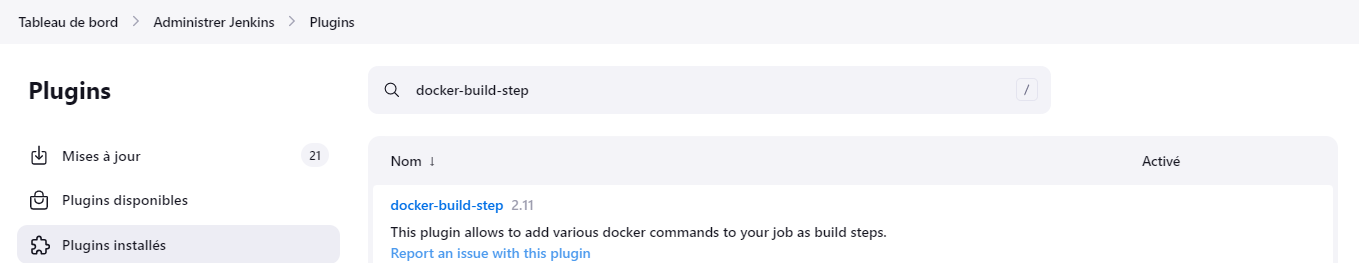 Tableau de bord > Administrer Jenkins > Plugins
Plugins
docker-build-step /
Mises à jour 21
Plugins disponibles
Plugins installés
Nom ↓ Activé
docker-build-step 2.11
This plugin allows to add various docker commands to your job as build steps.
Report an issue with this plugin